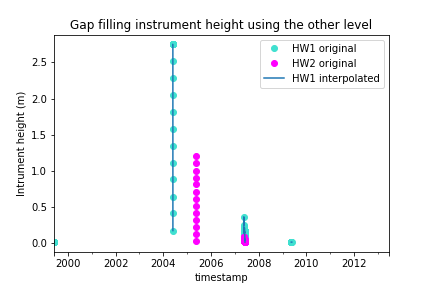 Gap filling instrument height using the other level
HW1 original
HW2 original
HW1 interpolated
Intrument height (m)
2.5
2.0
1.5
1.0
0.5
0.0
2000 2002 2004 2006 2008 2010 2012
timestamp